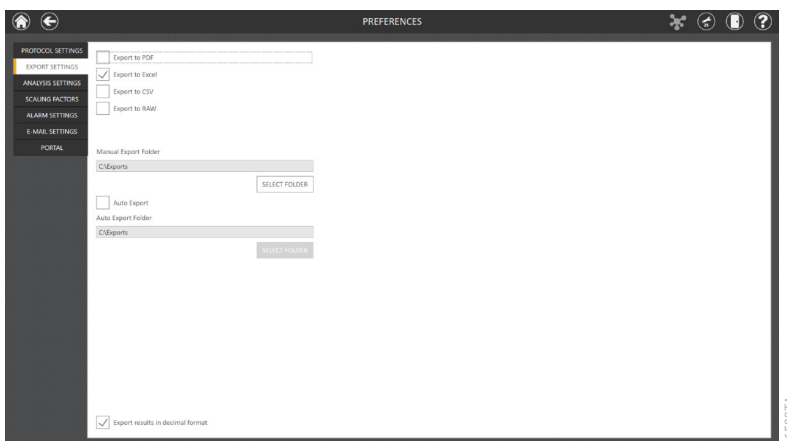 PREFERENCES
PROTOCOL SETTINGS
EXPORT SETTINGS
ANALYSIS SETTINGS
SCALING FACTORS
ALARM SETTINGS
E-MAIL SETTINGS
PORTAL
Export to PDF
Export to Excel
Export to CSV
Export to RAW
Manual Export Folder
C:\Exports
SELECT FOLDER
Auto Export
Auto Export Folder
C:\Exports
SELECT FOLDER
Export results in decimal format